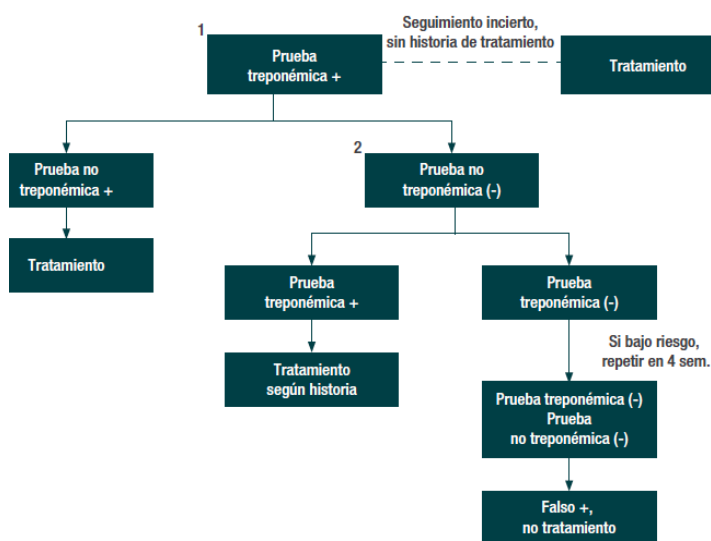 Seguimiento incierto,
sin historia de tratamiento
1
Prueba
treponémica +
Tratamiento
Prueba no
treponémica +
2
Prueba no
treponémica (-)
Tratamiento
Prueba
treponémica +
Prueba
treponémica (-)
Si bajo riesgo,
repetir en 4 sem.
Tratamiento
según historia
Prueba treponémica (-)
Prueba
no treponémica (-)
Falso +,
no tratamiento